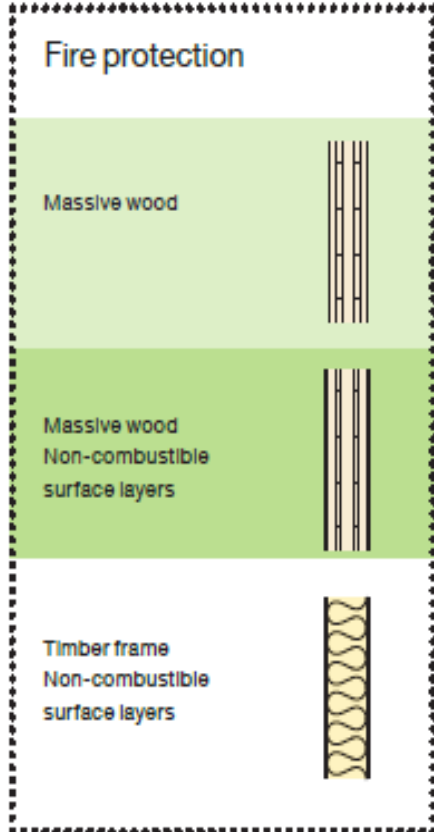 Fire protection
Massive wood
Massive wood
Non-combustible
surface layers
Timber frame
Non-combustible
surface layers